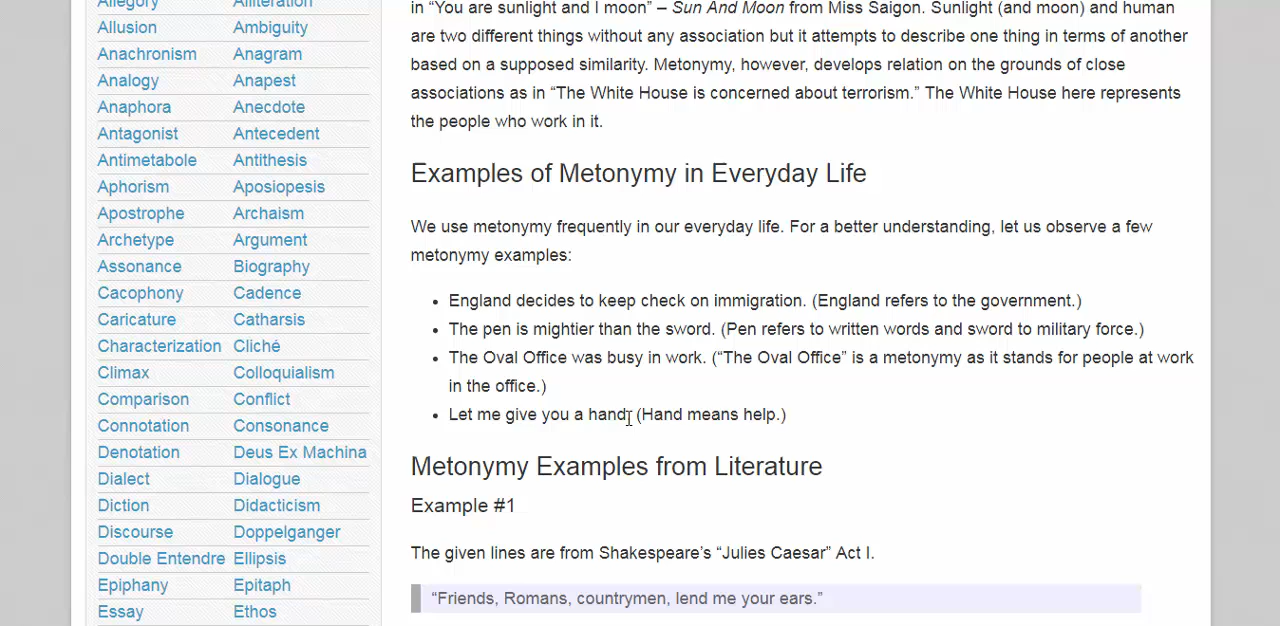 Allegory Alliteration
Allusion Ambiguity
Anachronism Anagram
Analogy Anapest
Anaphora Anecdote
Antagonist Antecedent
Antimetabole Antithesis
Aphorism Aposiopesis
Apostrophe Archaism
Archetype Argument
Assonance Biography
Cacophony Cadence
Caricature Catharsis
Characterization Cliché
Climax Colloquialism
Comparison Conflict
Connotation Consonance
Denotation Deus Ex Machina
Dialect Dialogue
Diction Didacticism
Discourse Doppelganger
Double Entendre Ellipsis
Epiphany Epitaph
Essay Ethos
in “You are sunlight and I moon” – Sun And Moon from Miss Saigon. Sunlight (and moon) and human
are two different things without any association but it attempts to describe one thing in terms of another
based on a supposed similarity. Metonymy, however, develops relation on the grounds of close
associations as in “The White House is concerned about terrorism.” The White House here represents
the people who work in it.
Examples of Metonymy in Everyday Life
We use metonymy frequently in our everyday life. For a better understanding, let us observe a few
metonymy examples:
• England decides to keep check on immigration. (England refers to the government.)
• The pen is mightier than the sword. (Pen refers to written words and sword to military force.)
• The Oval Office was busy in work. (“The Oval Office” is a metonymy as it stands for people at work
in the office.)
• Let me give you a hand. (Hand means help.)
Metonymy Examples from Literature
Example #1
The given lines are from Shakespeare’s “Julies Caesar” Act I.
“Friends, Romans, countrymen, lend me your ears.”